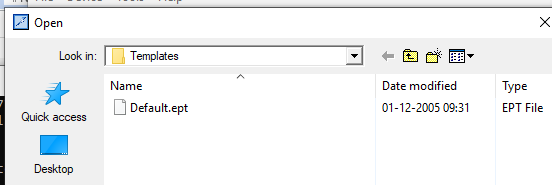 Open
Look in: Templates
Name Date modified Type
Default.ept 01-12-2005 09:31 EPT File
Quick access
Desktop